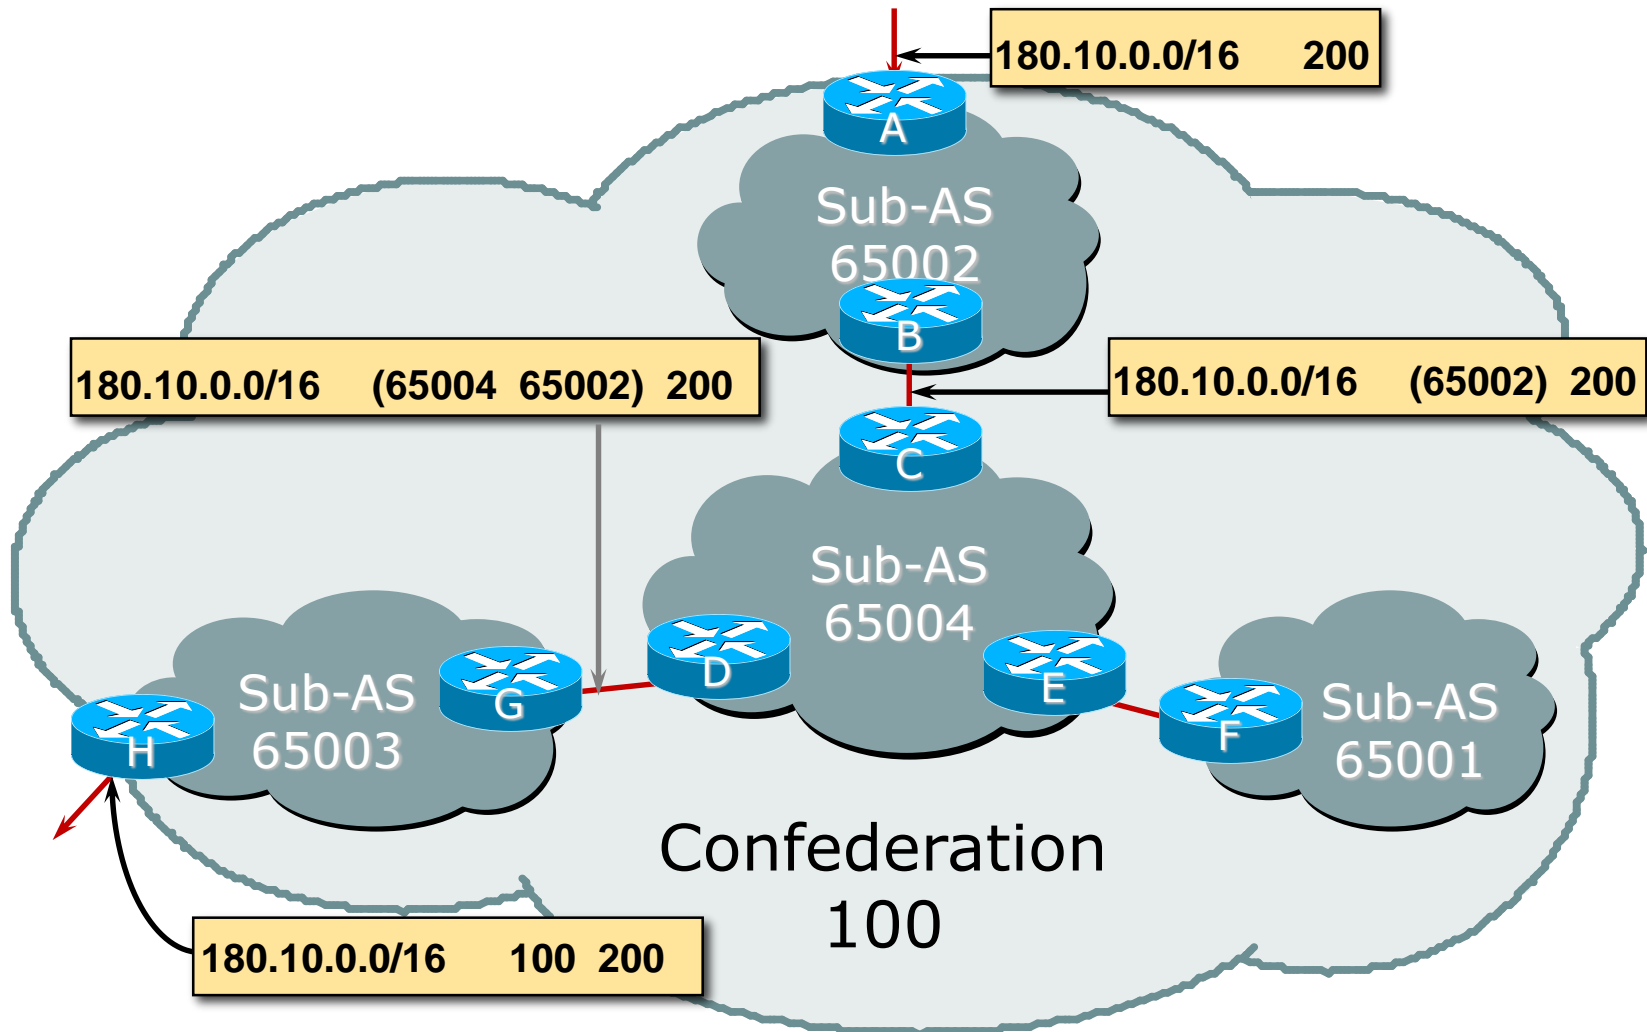 180.10.0.0/16 200
A
Sub-AS
65002
B
180.10.0.0/16 (65004 65002) 200
180.10.0.0/16 (65002) 200
C
Sub-AS
65004
D
E
Sub-AS
65003
G
H
F
Sub-AS
65001
Confederation
100
180.10.0.0/16 100 200